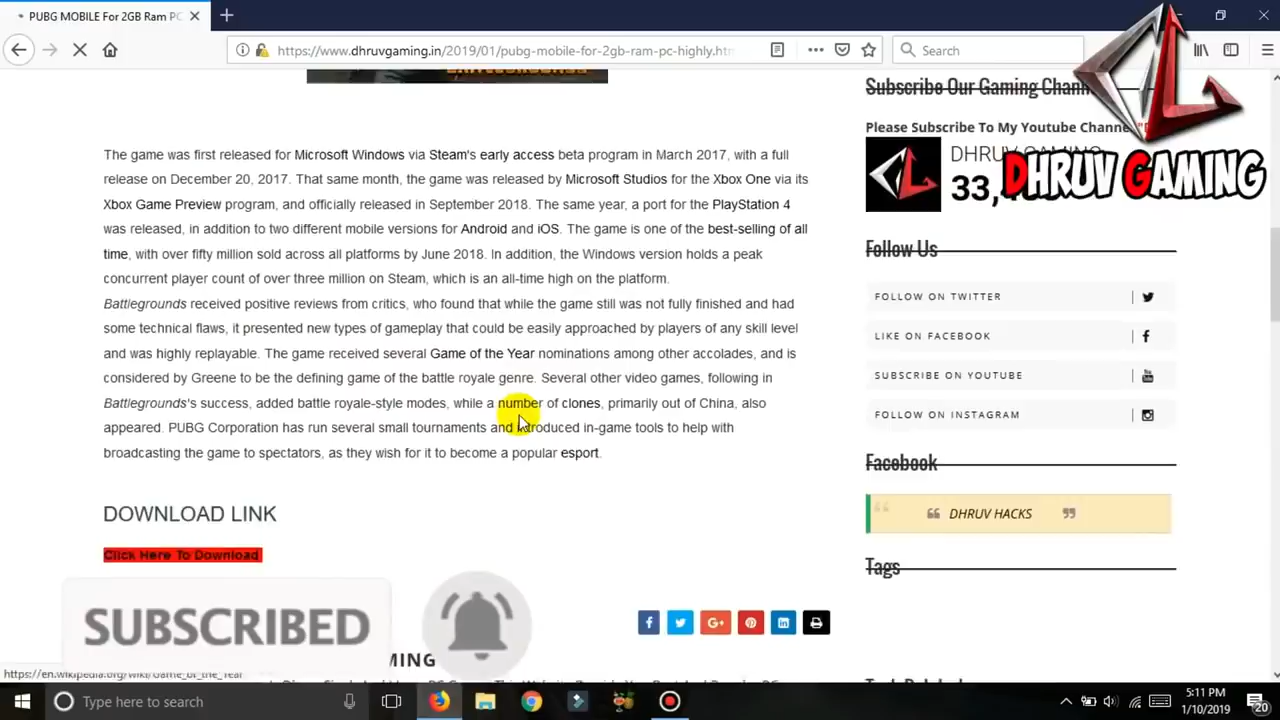 PUBG MOBILE For 2GB Ram PC
https://www.dhruvgaming.in/2019/01/pubg-mobile-for-2gb-ram-pc-highly.htm
Search
The game was first released for Microsoft Windows via Steam's early access beta program in March 2017, with a full
release on December 20, 2017. That same month, the game was released by Microsoft Studios for the Xbox One via its
Xbox Game Preview program, and officially released in September 2018. The same year, a port for the PlayStation 4
was released, in addition to two different mobile versions for Android and iOS. The game is one of the best-selling of all
time, with over fifty million sold across all platforms by June 2018. In addition, the Windows version holds a peak
concurrent player count of over three million on Steam, which is an all-time high on the platform.
Battlegrounds received positive reviews from critics, who found that while the game still was not fully finished and had
some technical flaws, it presented new types of gameplay that could be easily approached by players of any skill level
and was highly replayable. The game received several Game of the Year nominations among other accolades, and is
considered by Greene to be the defining game of the battle royale genre. Several other video games, following in
Battlegrounds's success, added battle royale-style modes, while a number of clones, primarily out of China, also
appeared. PUBG Corporation has run several small tournaments and introduced in-game tools to help with
broadcasting the game to spectators, as they wish for it to become a popular esport.
DOWNLOAD LINK
Click Here To Download
SUBSCRIBED
Subscribe Our Gaming Chann
Please Subscribe To My Youtube Channe
DHRUV GAMING
33,
DHRUV GAMING
Follow Us
FOLLOW ON TWITTER
LIKE ON FACEBOOK
SUBSCRIBE ON YOUTUBE
FOLLOW ON INSTAGRAM
Facebook
DHRUV HACKS
Tags
https://en.wikipedia.org/wiki/Game_of_the_Year
Type here to search
5:11 PM
1/10/2019
20